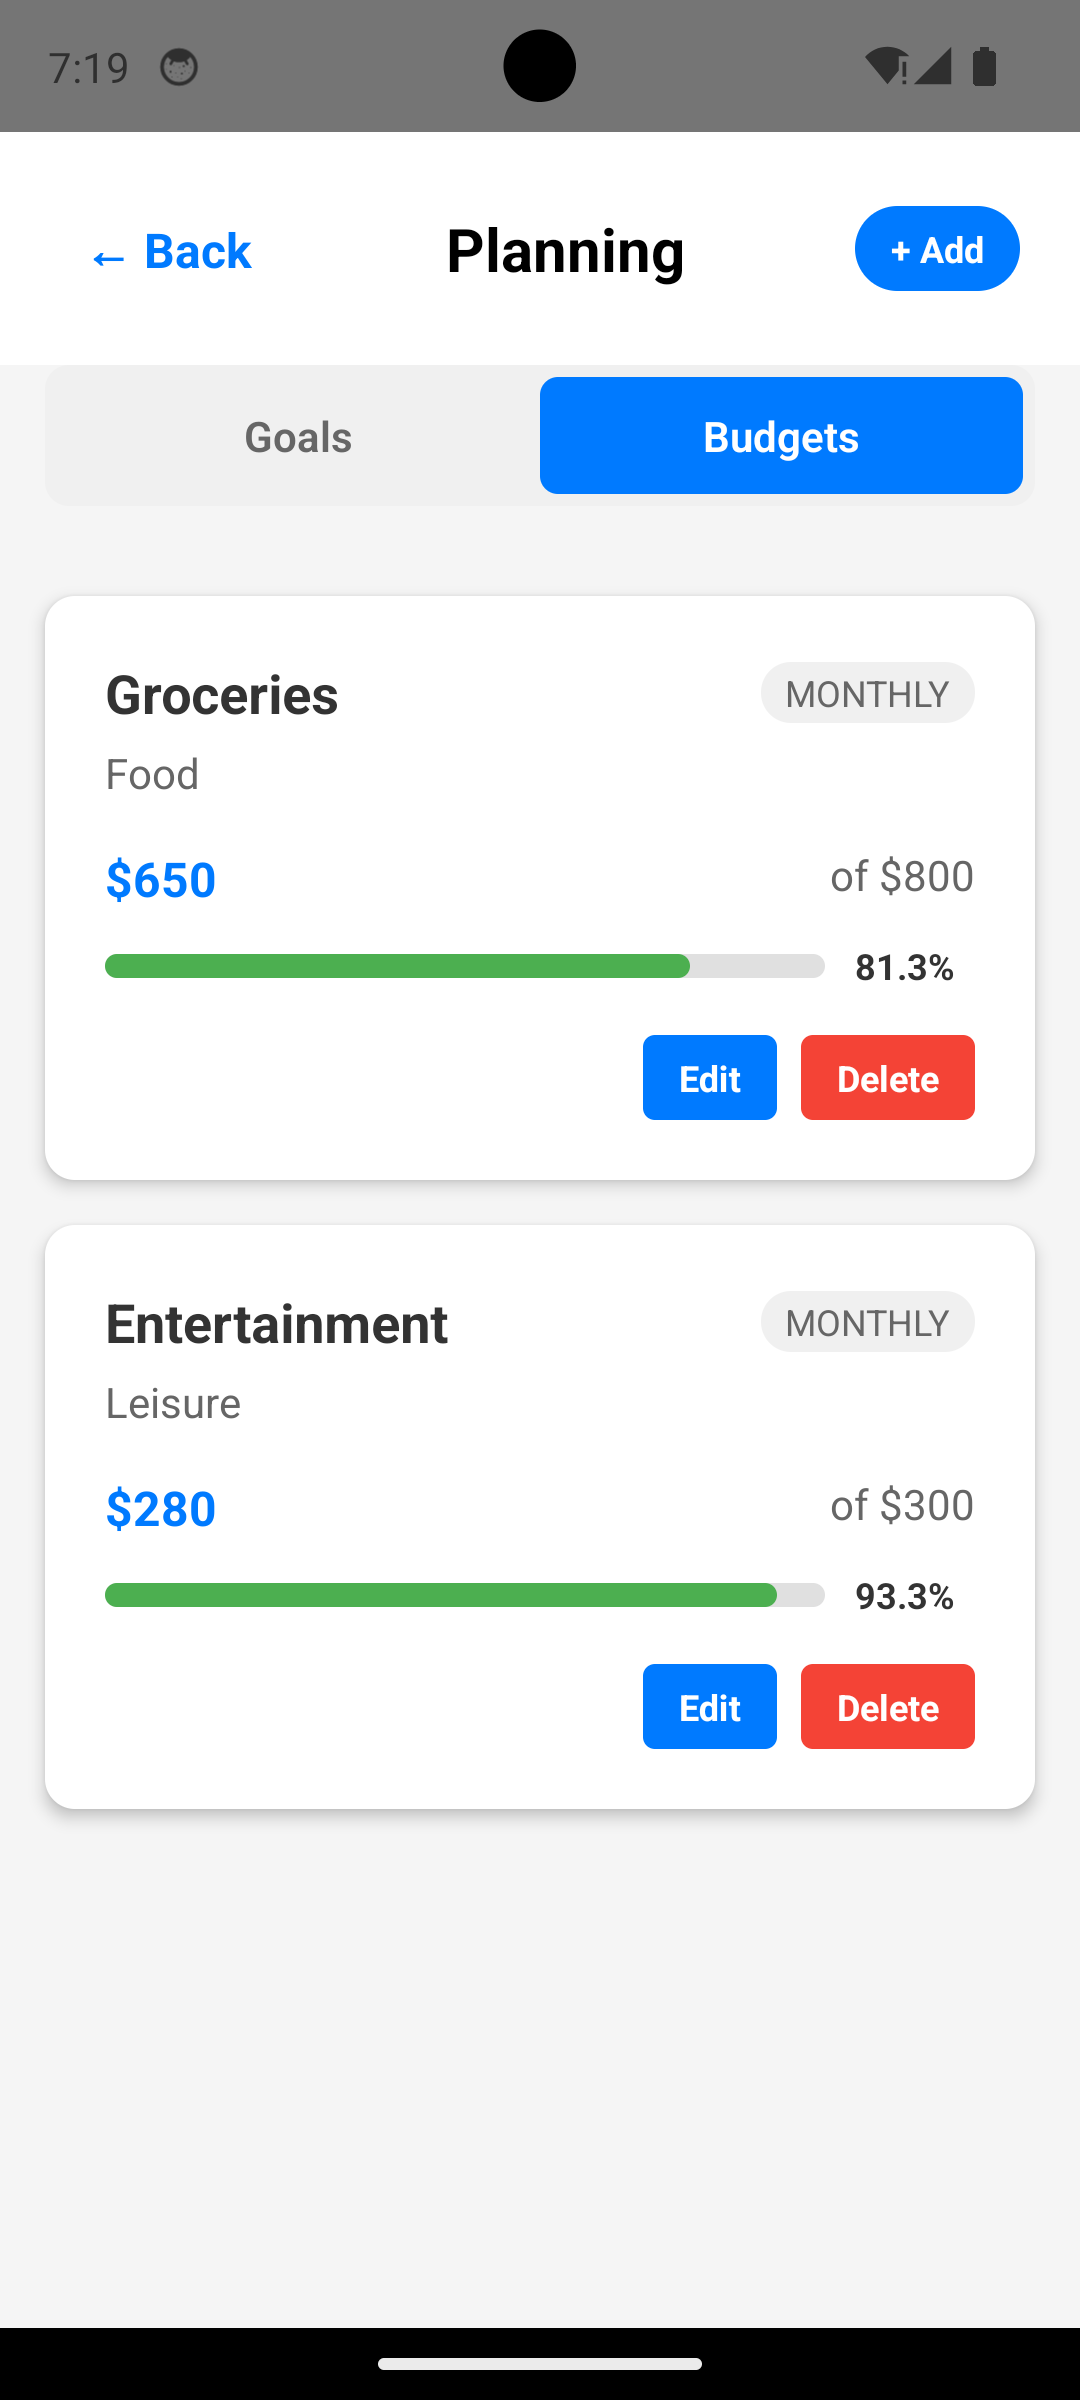 7:19
← Back
Planning
+ Add
Goals
Budgets
Groceries
MONTHLY
Food
$650
of $800
81.3%
Edit
Delete
Entertainment
MONTHLY
Leisure
$280
of $300
93.3%
Edit
Delete